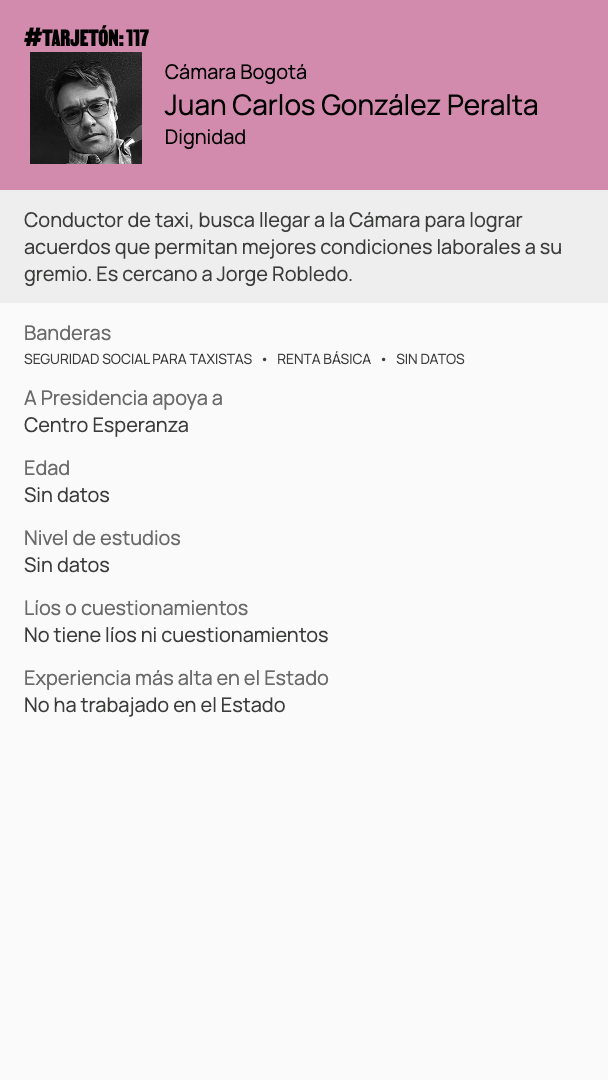 #TARJETÓN: 117
Cámara Bogotá
Juan Carlos González Peralta
Dignidad
Conductor de taxi, busca llegar a la Cámara para lograr
acuerdos que permitan mejores condiciones laborales a su
gremio. Es cercano a Jorge Robledo.
Banderas
SEGURIDAD SOCIAL PARA TAXISTAS • RENTA BÁSICA • SIN DATOS
A Presidencia apoya a
Centro Esperanza
Edad
Sin datos
Nivel de estudios
Sin datos
Líos o cuestionamientos
No tiene líos ni cuestionamientos
Experiencia más alta en el Estado
No ha trabajado en el Estado